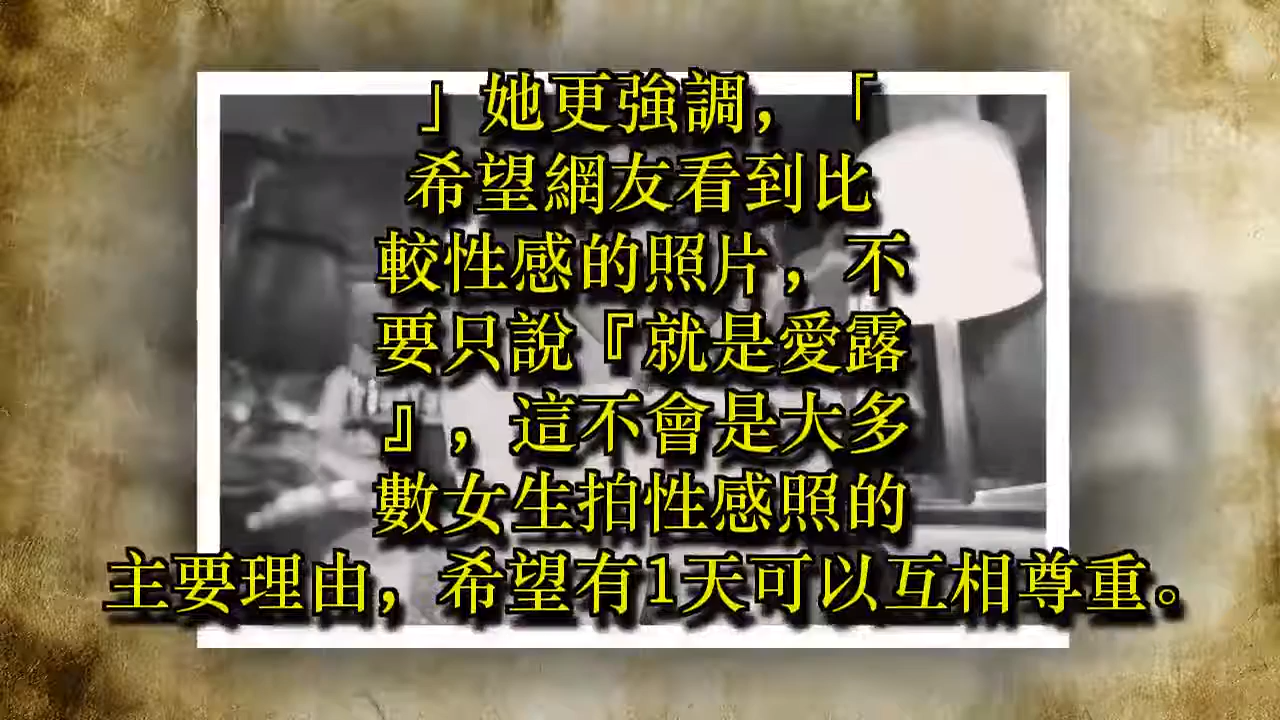 」她更強調，「
希望網友看到比
較性感的照片，不
要只說『就是愛露
』，這不會是大多
數女生拍性感照的
主要理由，希望有1天可以互相尊重。